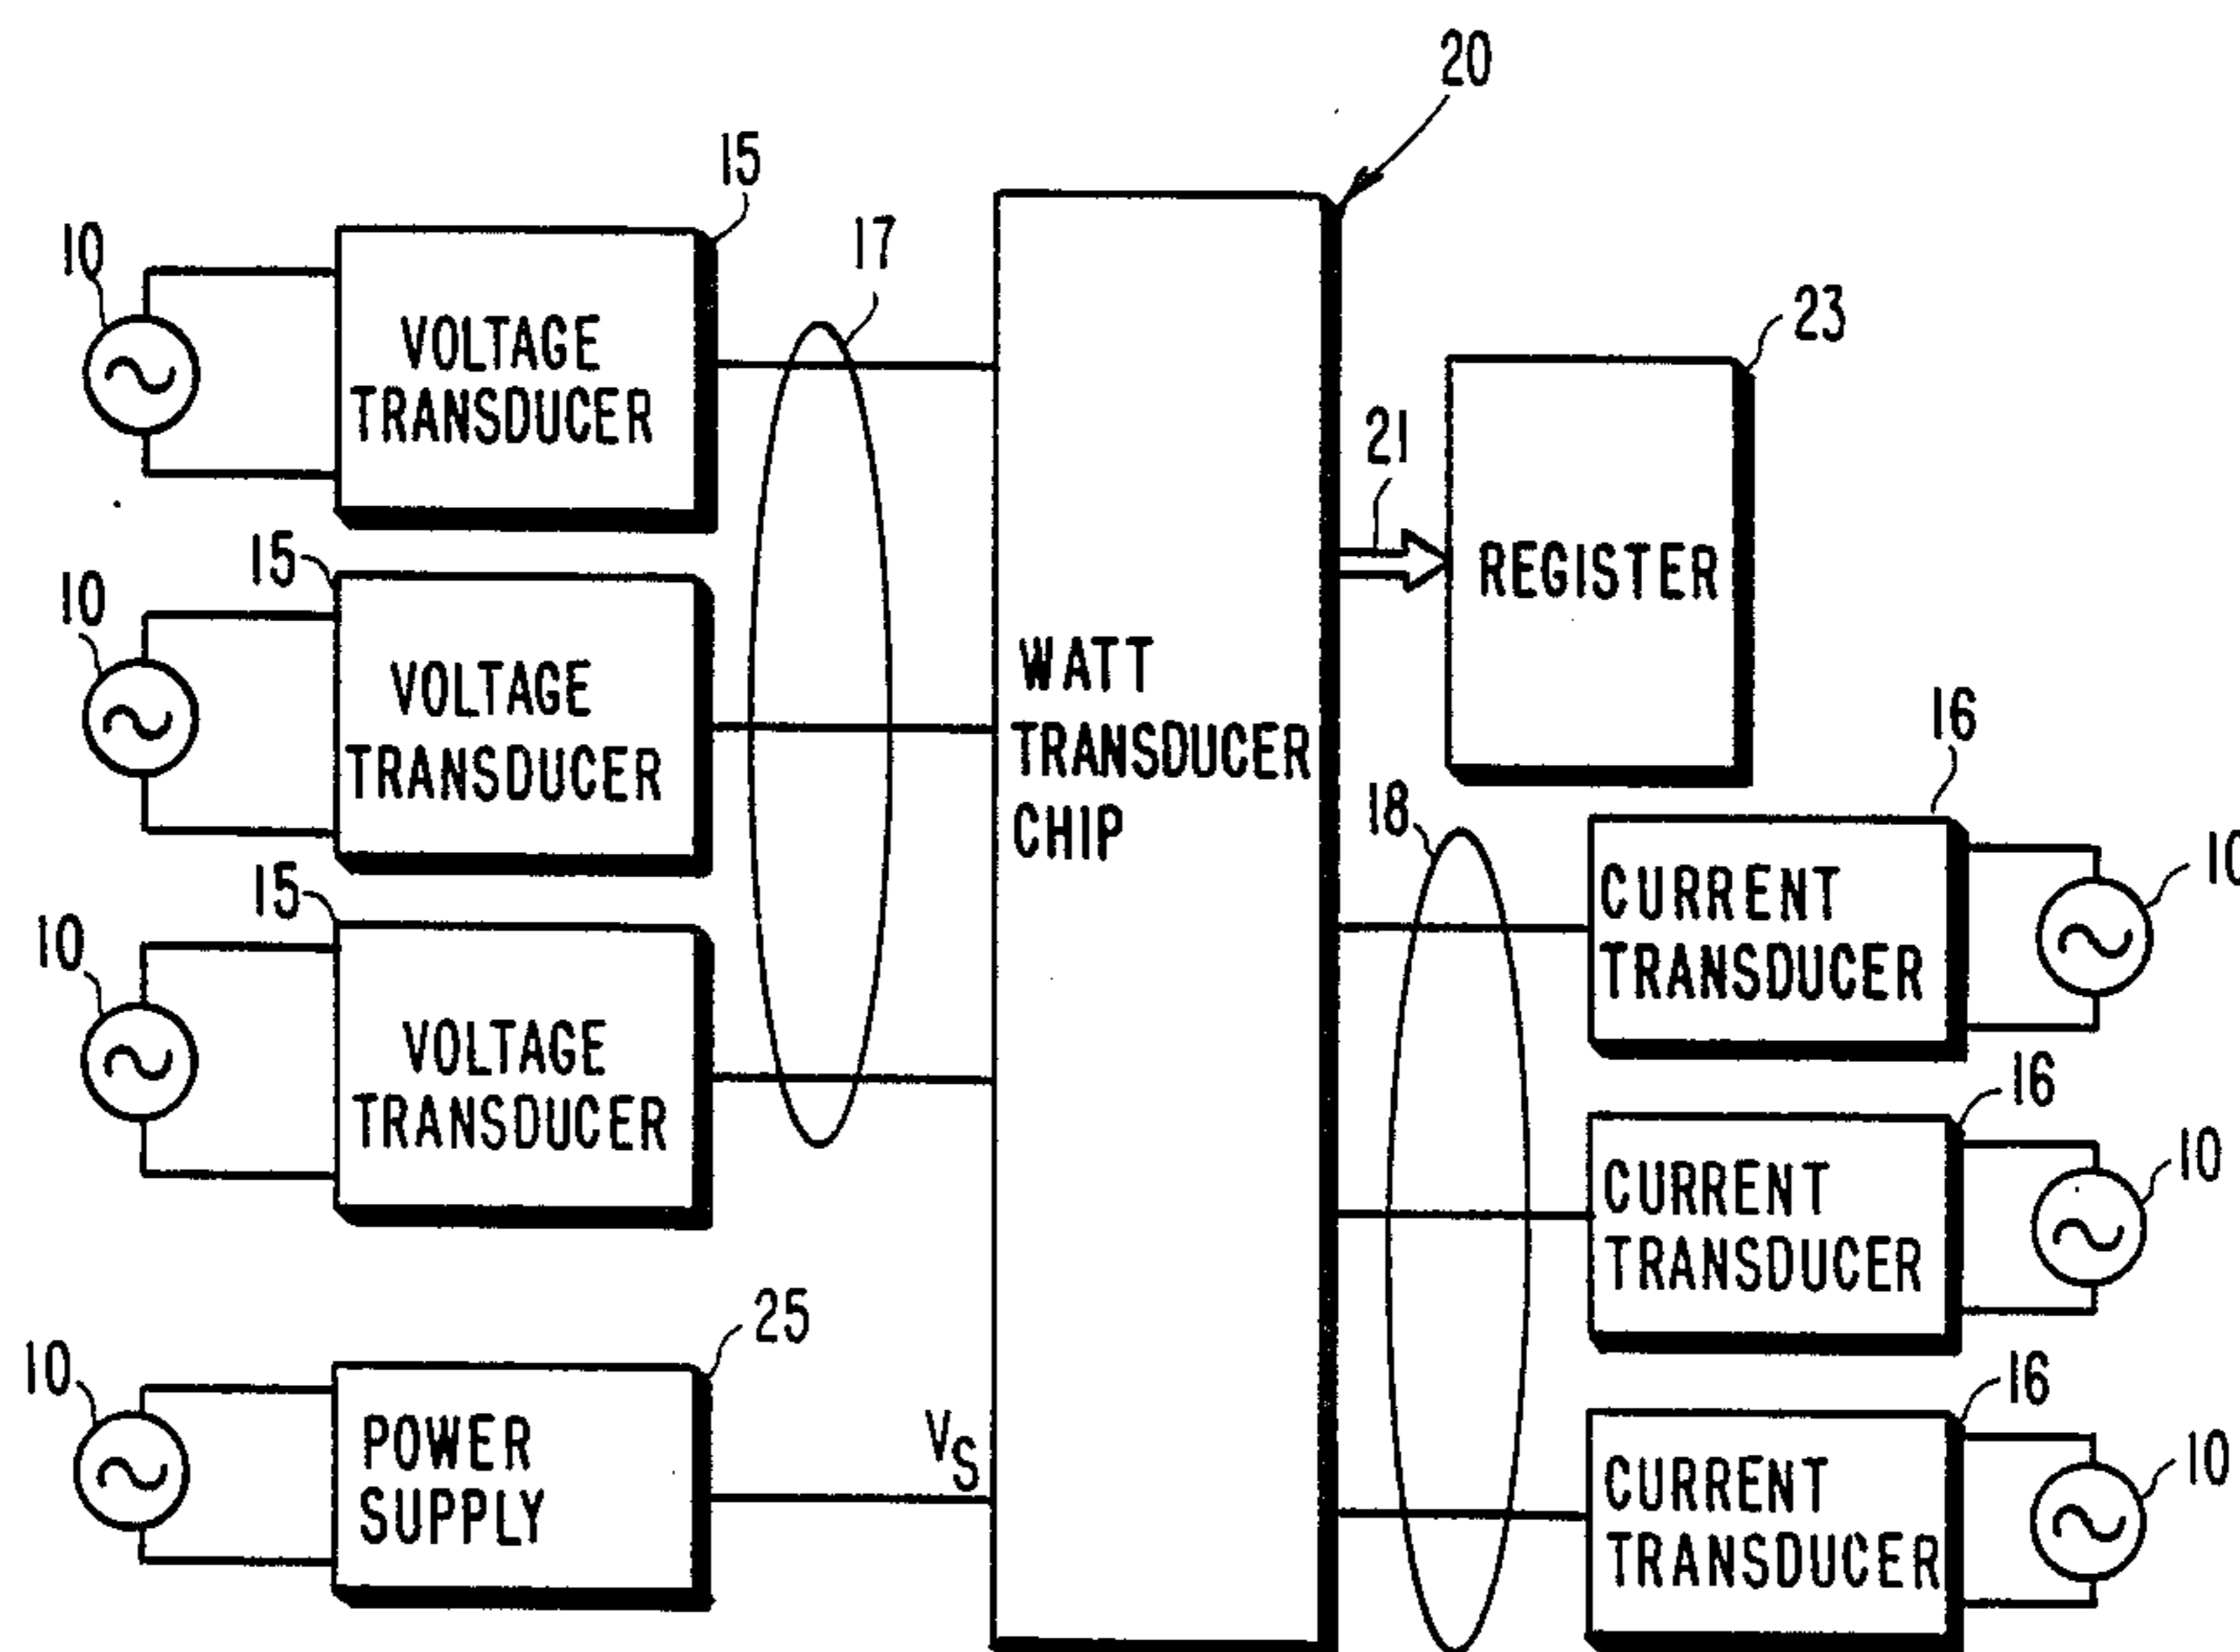 20
15
10
VOLTAGE
TRANSDUCER
17
23
REGISTER
21
15
10
VOLTAGE
TRANSDUCER
WATT
TRANSDUCER
CHIP
16
18
10
CURRENT
TRANSDUCER
15
10
VOLTAGE
TRANSDUCER
16
10
CURRENT
TRANSDUCER
25
10
POWER
SUPPLY
VS
16
10
CURRENT
TRANSDUCER